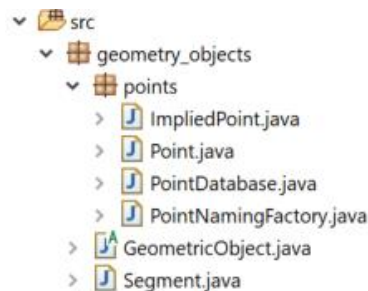 src
geometry_objects
points
ImpliedPoint.java
Point.java
PointDatabase.java
PointNamingFactory.java
GeometricObject.java
Segment.java